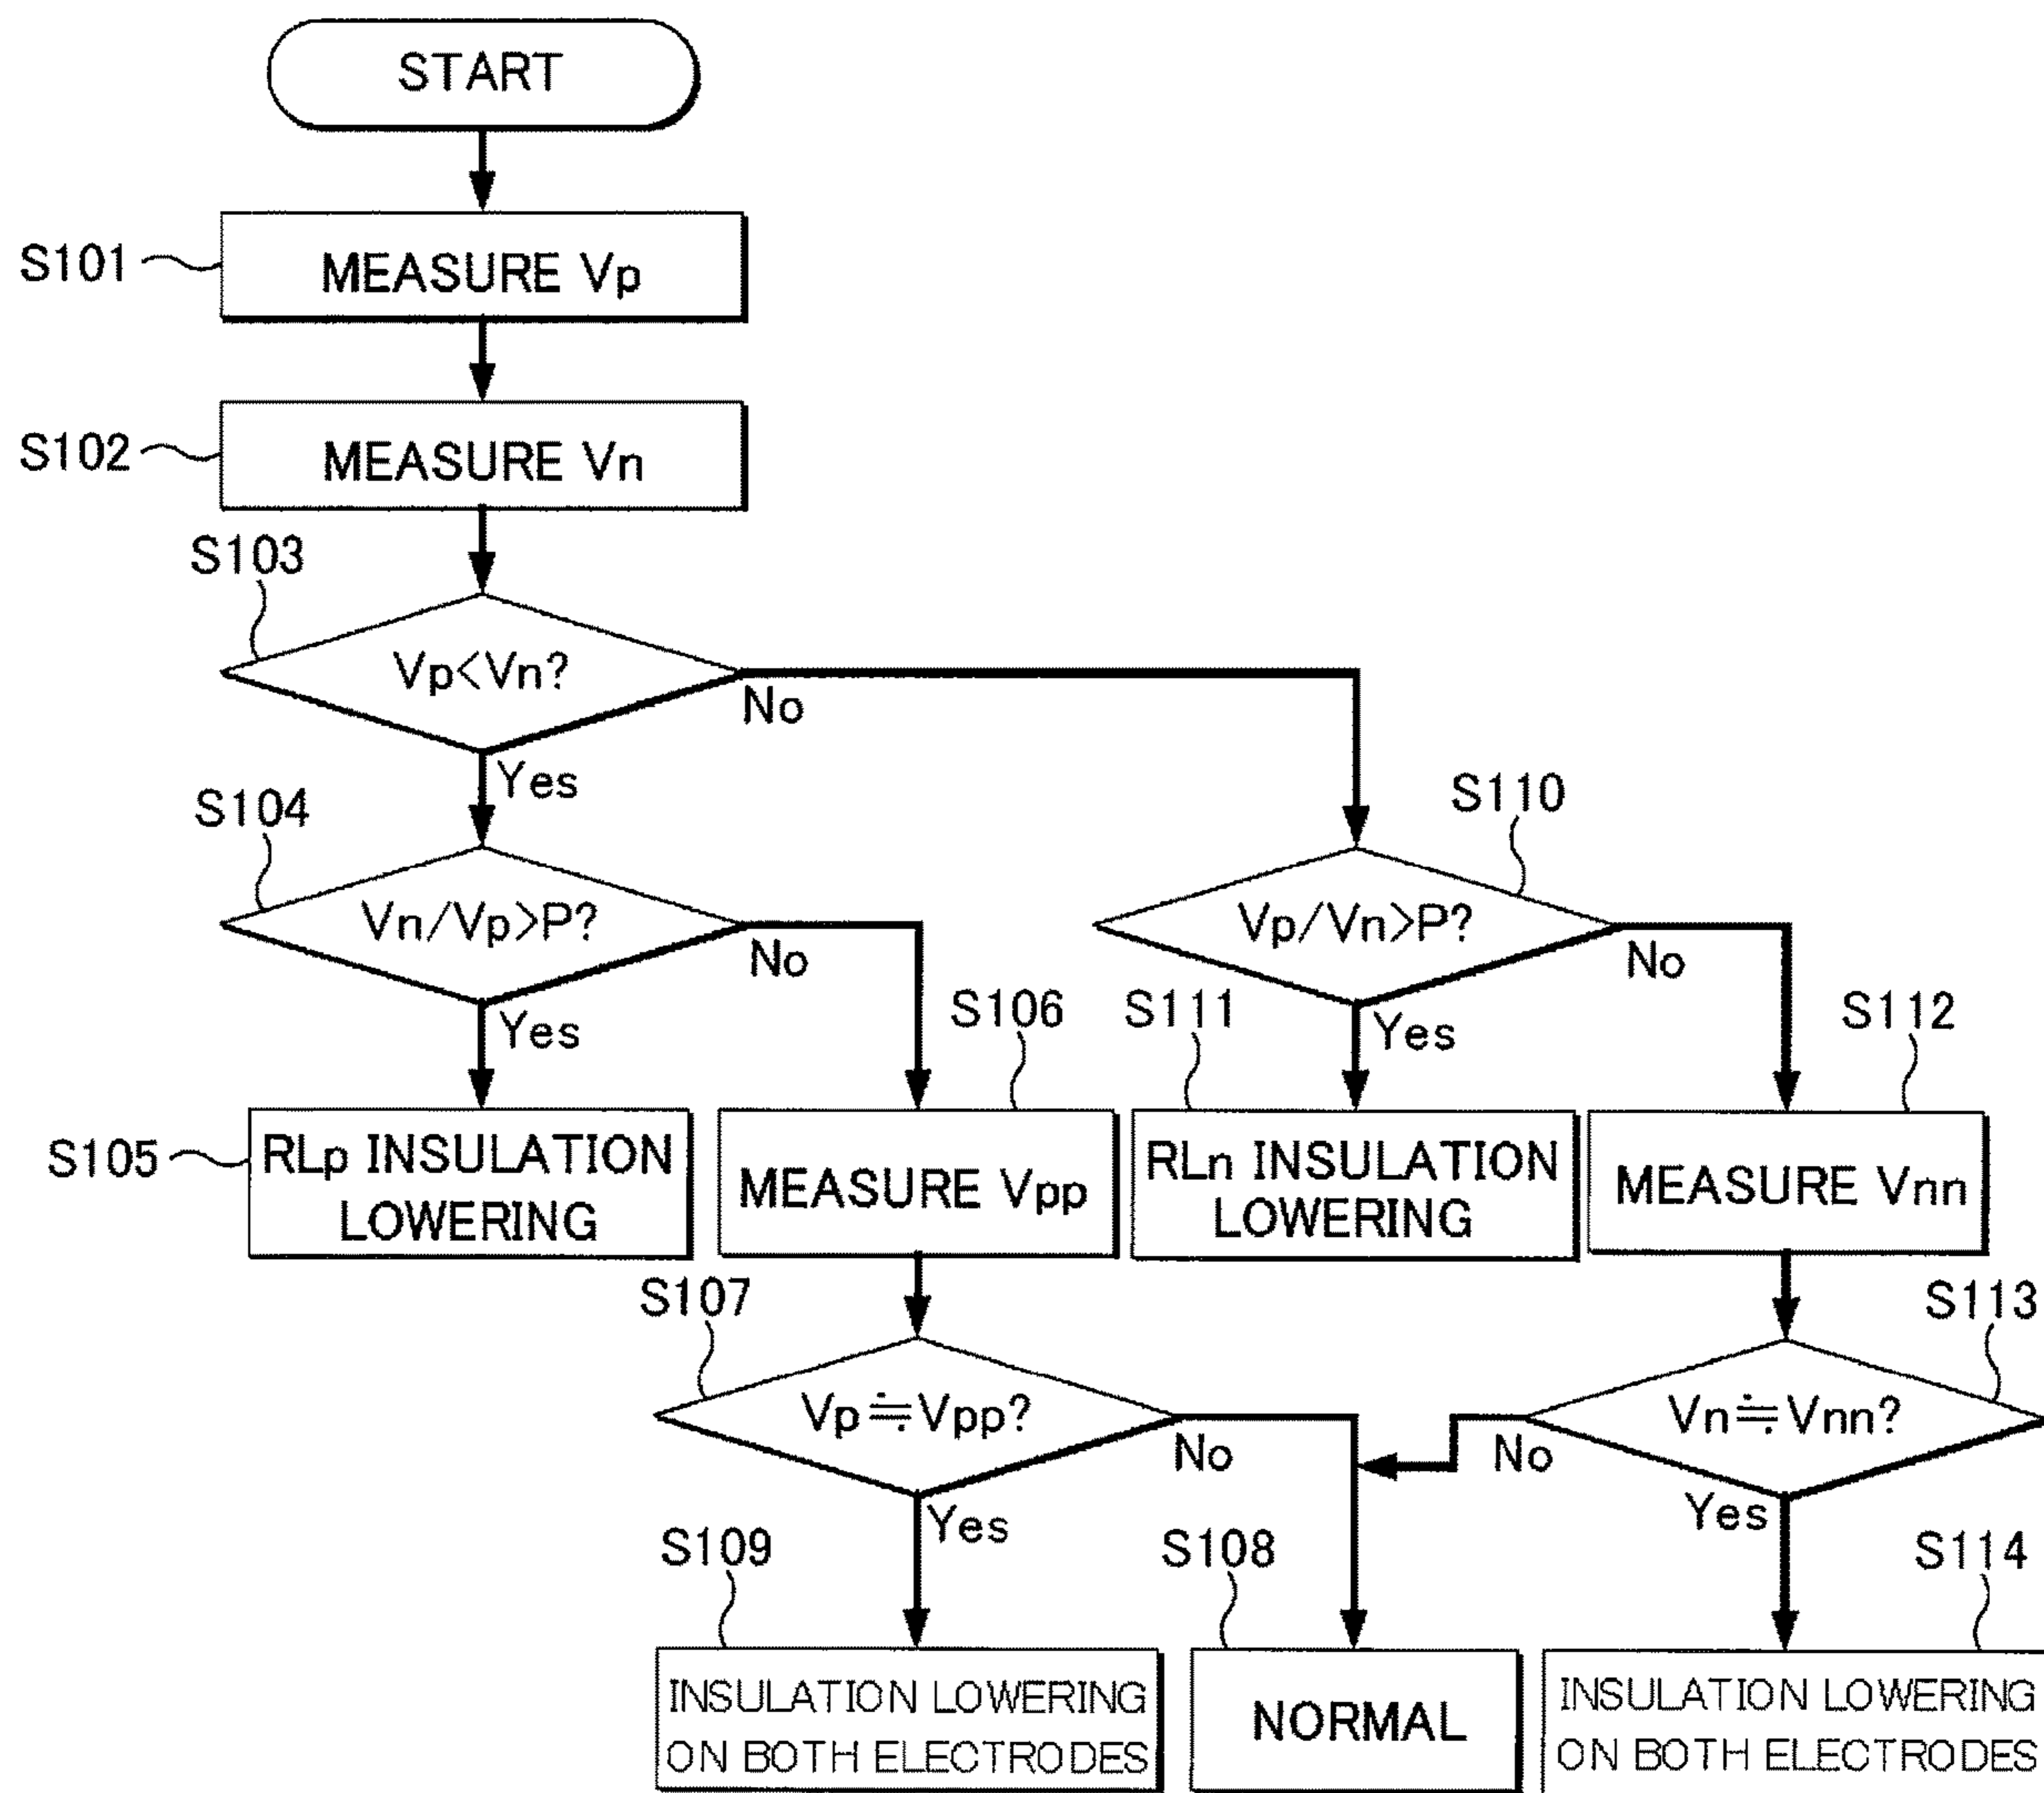 START
S101
MEASURE Vp
S102
MEASURE Vn
S103
Vp<Vn?
No
Yes
S104
S110
Vn/Vp>P?
No
Vp/Vn>P?
No
Yes
S106
S111
Yes
S112
S105
RLp INSULATION
LOWERING
MEASURE Vpp
RLn INSULATION
LOWERING
MEASURE Vnn
S107
S113
Vp≒Vpp?
No
Vn≒Vnn?
No
Yes
Yes
S109
S108
S114
INSULATION LOWERING
ON BOTH ELECTRODES
NORMAL
INSULATION LOWERING
ON BOTH ELECTRODES